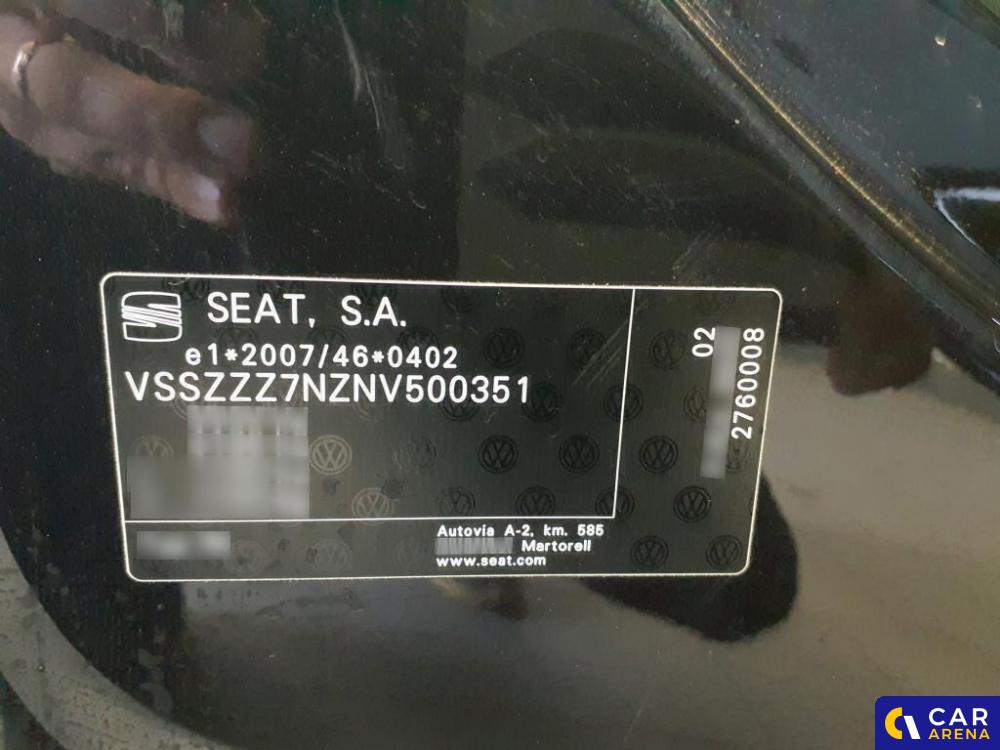 SEAT, S.A.
e1*2007/46*0402
VSSZZZ7NZNV500351
02
2760008
Autovia A-2, km. 585
Martorell
www.seat.com
CAR
ARENA